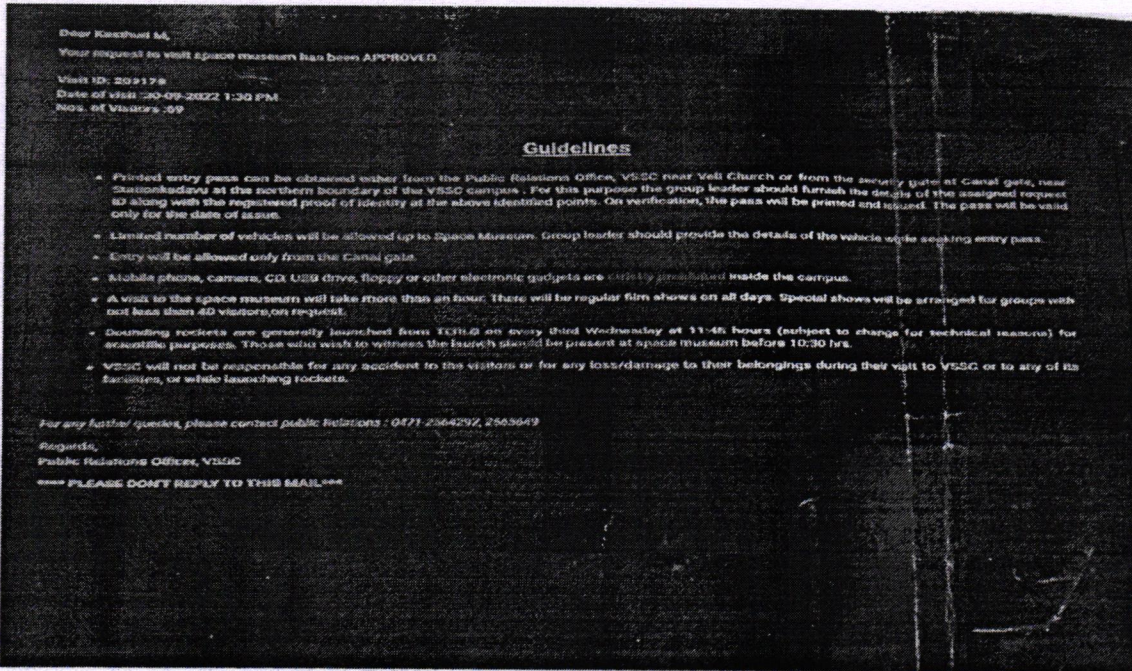 Dear Kasthuri M,
Your request to visit space museum has been APPROVED
Visit ID: 202178
Date of visit :30-09-2022 1:30 PM
Nos. of Visitors :69
Guidelines
• Printed entry pass can be obtained either from the Public Relations Office, VSSC near Veli Church or from the security gate at Canal gate, near
Stationkadavu at the northern boundary of the VSSC campus . For this purpose the group leader should furnish the details of the assigned request
ID along with the registered proof of identity at the above identified points. On verification, the pass will be printed and issued. The pass will be valid
only for the date of issue.
• Limited number of vehicles will be allowed up to Space Museum. Group leader should provide the details of the vehicle while seeking entry pass.
• Entry will be allowed only from the Canal gate.
• Mobile phone, camera, CD, USB drive, floppy or other electronic gadgets are strictly prohibited inside the campus.
• A visit to the space museum will take more than an hour. There will be regular film shows on all days. Special shows will be arranged for groups with
not less than 40 visitors,on request.
• Sounding rockets are generally launched from TERLS on every third Wednesday at 11:45 hours (subject to change for technical reasons) for
scientific purposes. Those who wish to witness the launch should be present at space museum before 10:30 hrs.
• VSSC will not be responsible for any accident to the visitors or for any loss/damage to their belongings during their visit to VSSC or to any of its
facilities, or while launching rockets.
For any further queries, please contact public Relations : 0471-2564292,
Regards,
Public Relations Officer, VSSC
**** PLEASE DON'T REPLY TO THIS MAIL***